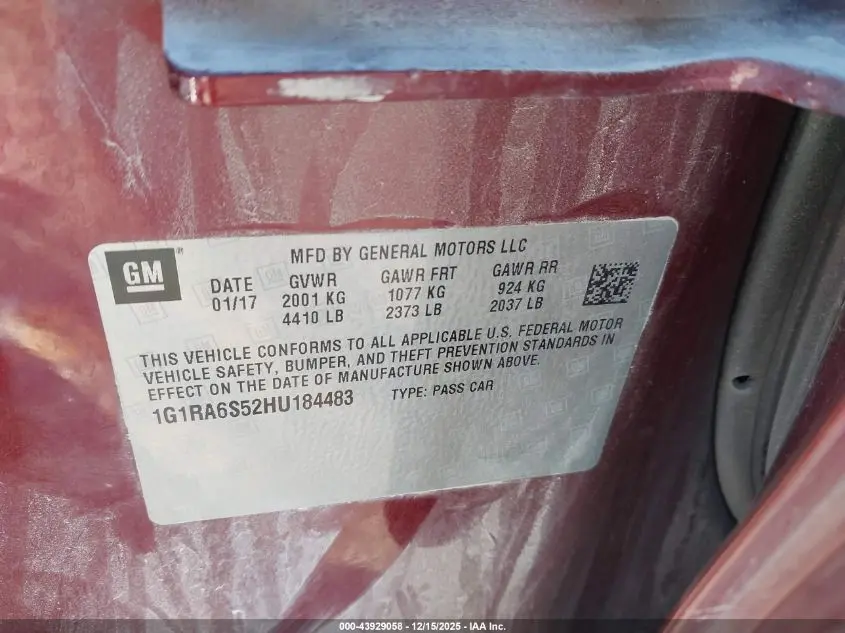 GM
MFD BY GENERAL MOTORS LLC
DATE GVWR GAWR FRT GAWR RR
01/17 2001 KG 1077 KG 924 KG
4410 LB 2373 LB 2037 LB
THIS VEHICLE CONFORMS TO ALL APPLICABLE U.S. FEDERAL MOTOR
VEHICLE SAFETY, BUMPER, AND THEFT PREVENTION STANDARDS IN
EFFECT ON THE DATE OF MANUFACTURE SHOWN ABOVE.
1G1RA6S52HU184483 TYPE: PASS CAR
000-43929058 - 12/15/2025 - IAA Inc.